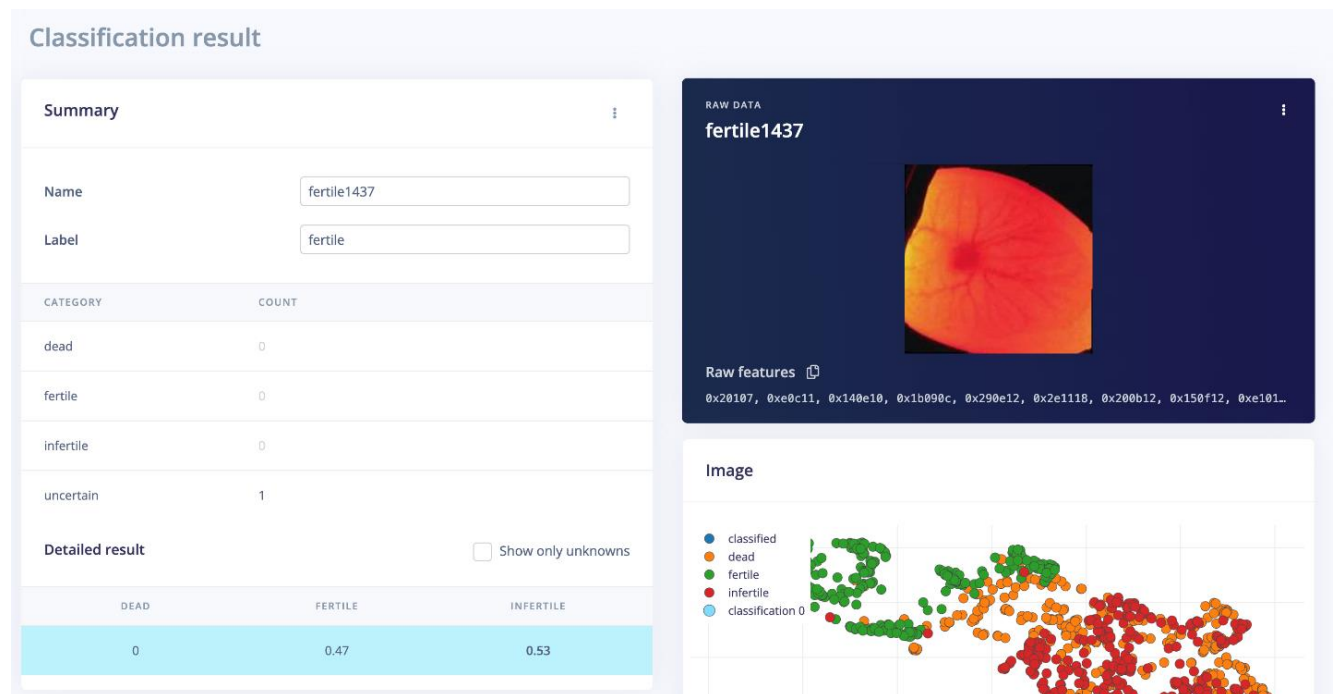 Classification result
Summary
Name
fertile1437
Label
fertile
CATEGORY COUNT
dead 0
fertile 0
infertile 0
uncertain 1
Detailed result
Show only unknowns
DEAD FERTILE INFERTILE
0 0.47 0.53
RAW DATA
fertile1437
Raw features
0x20107, 0xe0c11, 0x140e10, 0x1b090c, 0x290e12, 0x2e1118, 0x200b12, 0x150f12, 0xe101…
Image
classified
dead
fertile
infertile
classification 0